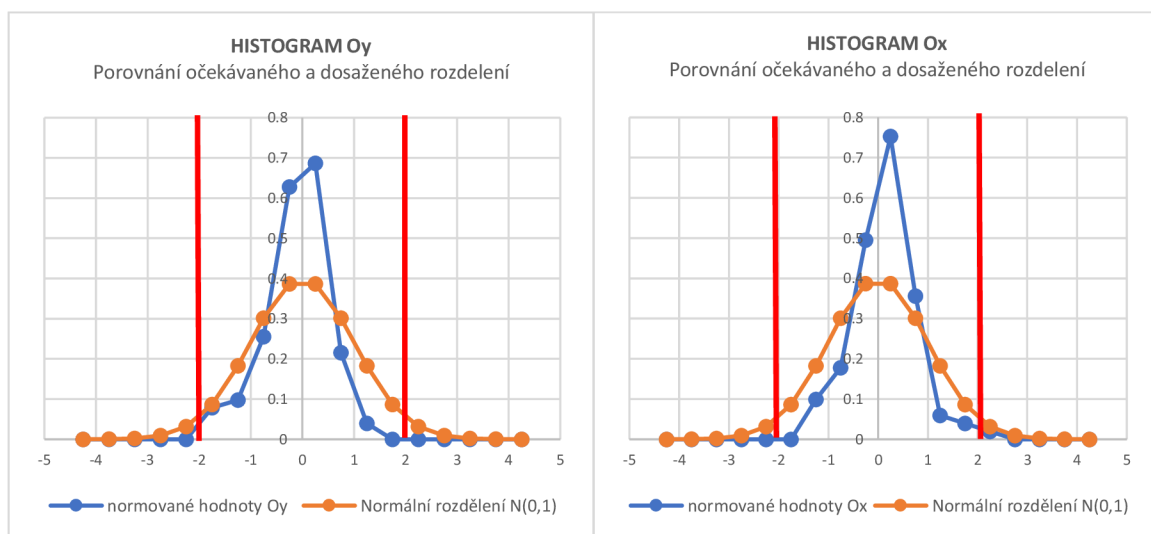 HISTOGRAM Oy
Porovnání očekávaného a dosaženého rozdelení
0.8
0.7
0.6
0.5
0.4
0.3
0.2
0.1
0
-5 -4 -3 -2 -1 0 1 2 3 4 5
normované hodnoty Oy Normální rozdělení N(0,1)
HISTOGRAM Ox
Porovnání očekávaného a dosaženého rozdelení
0.8
0.7
0.6
0.5
0.4
0.3
0.2
0.1
0
-5 -4 -3 -2 -1 0 1 2 3 4 5
normované hodnoty Ox Normální rozdělení N(0,1)